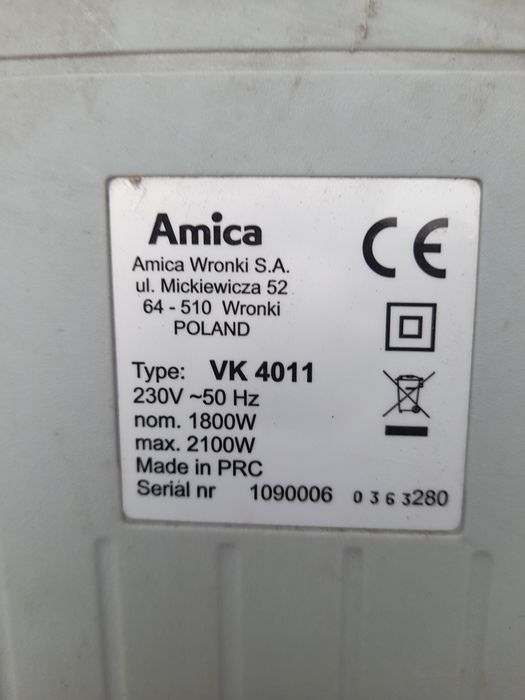 Amica
Amica Wronki S.A.
ul. Mickiewicza 52
64 - 510 Wronki
POLAND
CE
Type: VK 4011
230V ~50 Hz
nom. 1800W
max. 2100W
Made in PRC
Serial nr 1090006 0363280